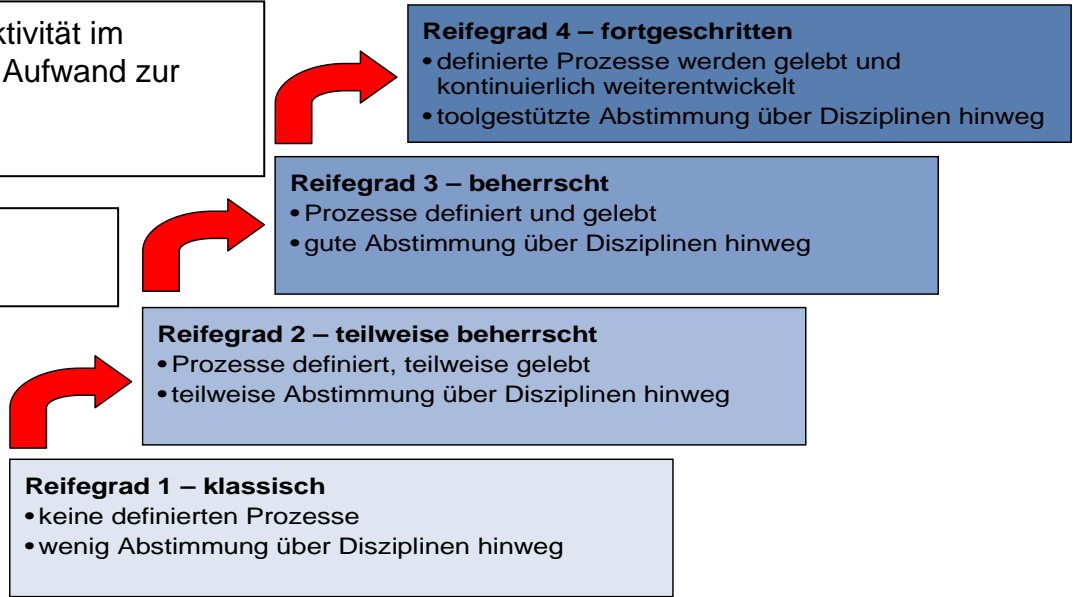 ktivität im
Aufwand zur
Reifegrad 4 – fortgeschritten
• definierte Prozesse werden gelebt und
kontinuierlich weiterentwickelt
• toolgestützte Abstimmung über Disziplinen hinweg
Reifegrad 3 – beherrscht
• Prozesse definiert und gelebt
• gute Abstimmung über Disziplinen hinweg
Reifegrad 2 – teilweise beherrscht
• Prozesse definiert, teilweise gelebt
• teilweise Abstimmung über Disziplinen hinweg
Reifegrad 1 – klassisch
• keine definierten Prozesse
• wenig Abstimmung über Disziplinen hinweg